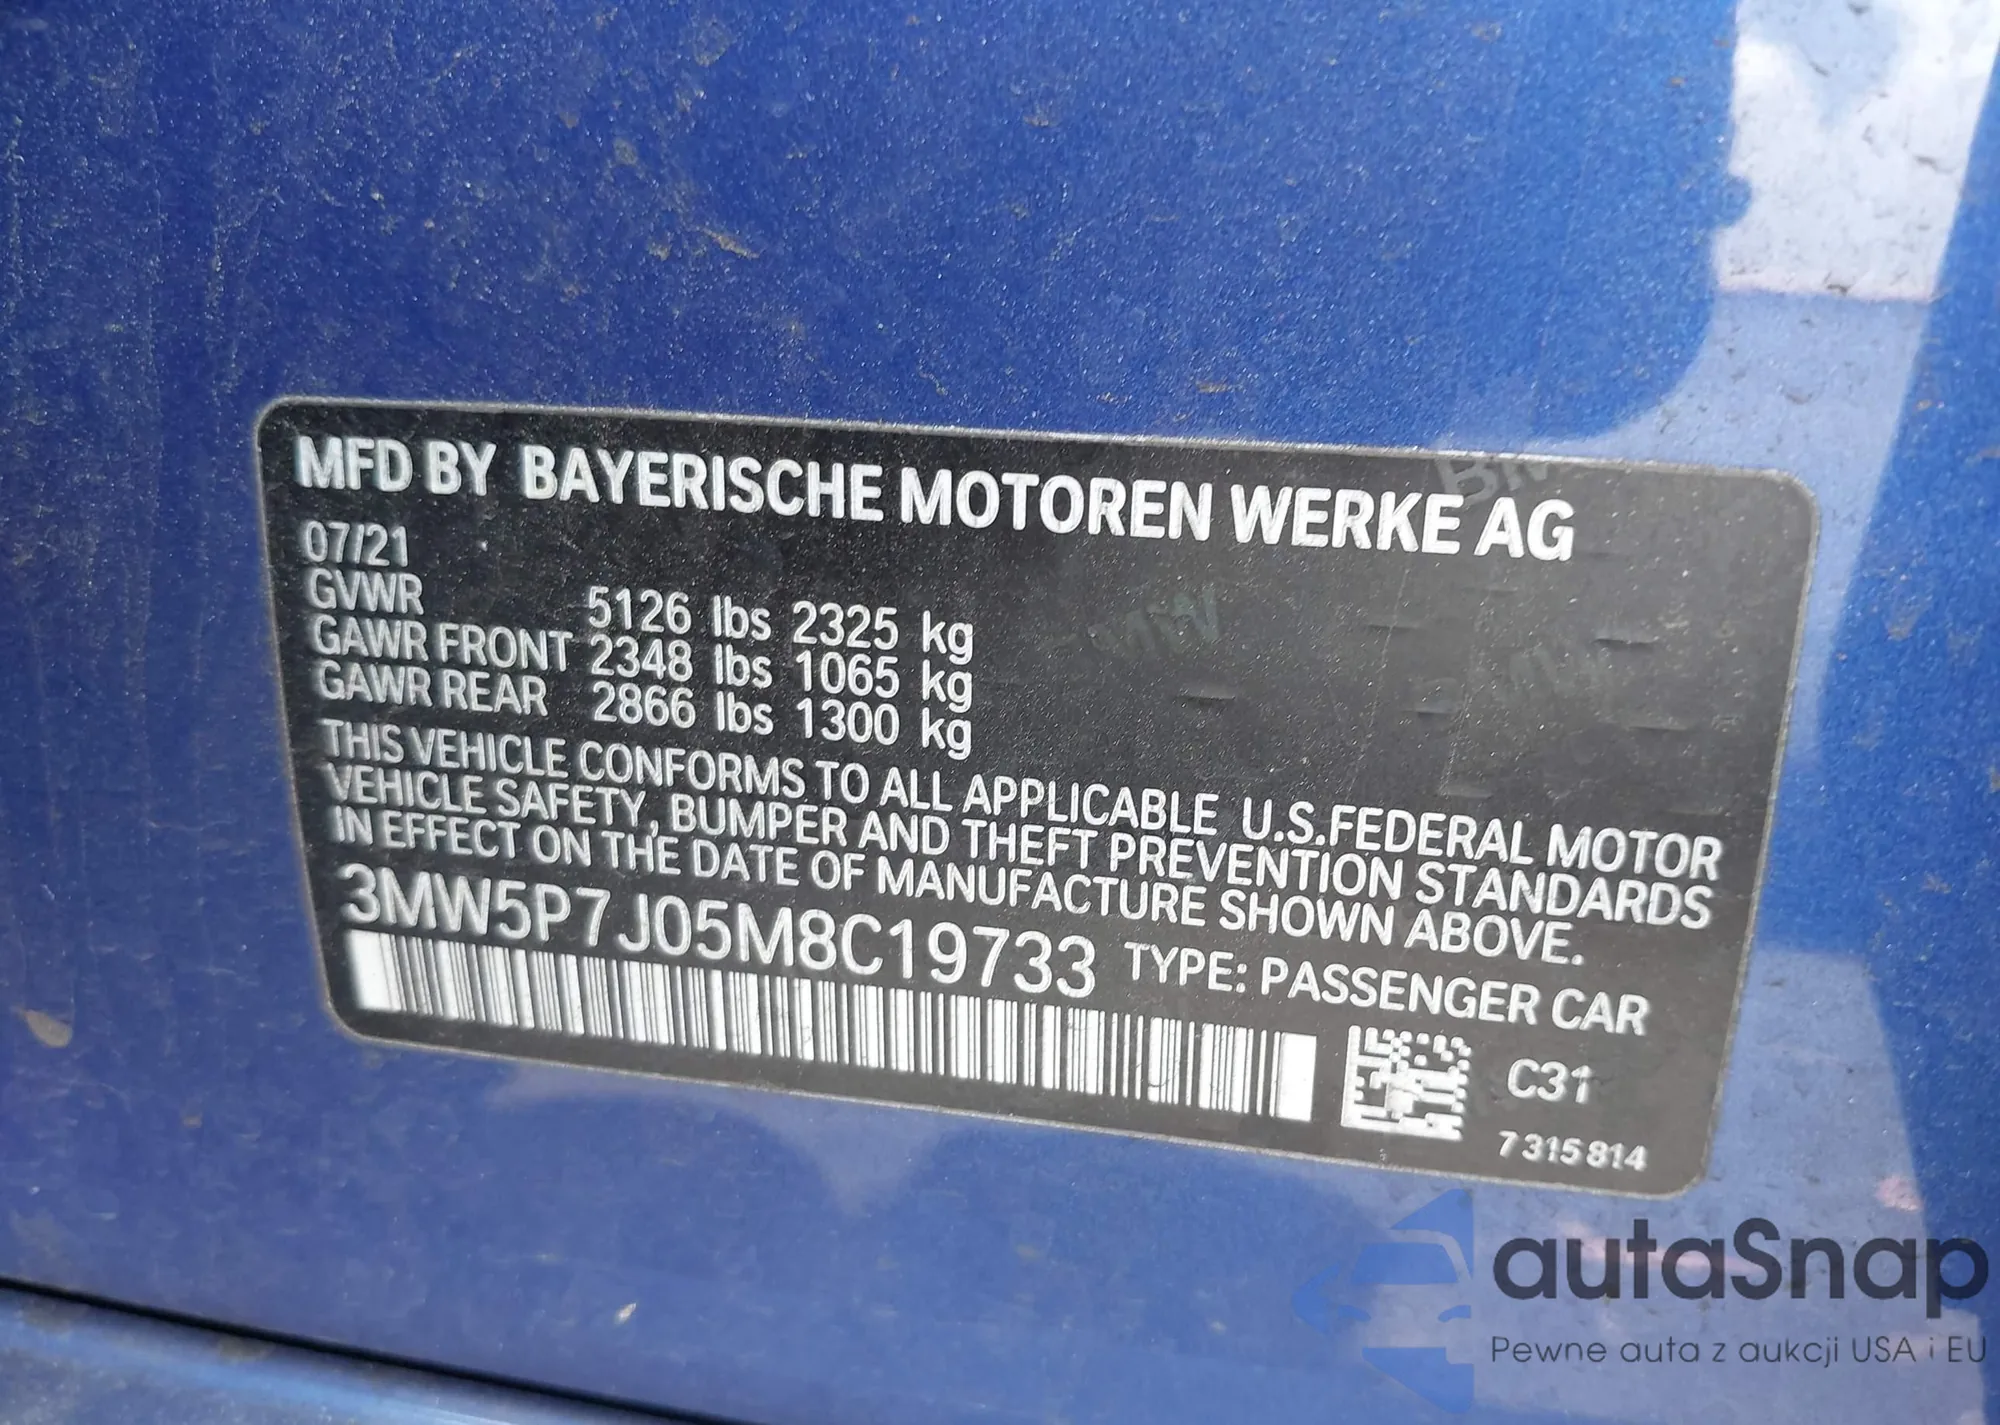 MFD BY BAYERISCHE MOTOREN WERKE AG
07/21
GVWR 5126 lbs 2325 kg
GAWR FRONT 2348 lbs 1065 kg
GAWR REAR 2866 lbs 1300 kg
THIS VEHICLE CONFORMS TO ALL APPLICABLE U.S.FEDERAL MOTOR
VEHICLE SAFETY, BUMPER AND THEFT PREVENTION STANDARDS
IN EFFECT ON THE DATE OF MANUFACTURE SHOWN ABOVE.
3MW5P7J05M8C19733 TYPE: PASSENGER CAR
C31
7 315 814
autaSnap
Pewne auta z aukcji USA i EU